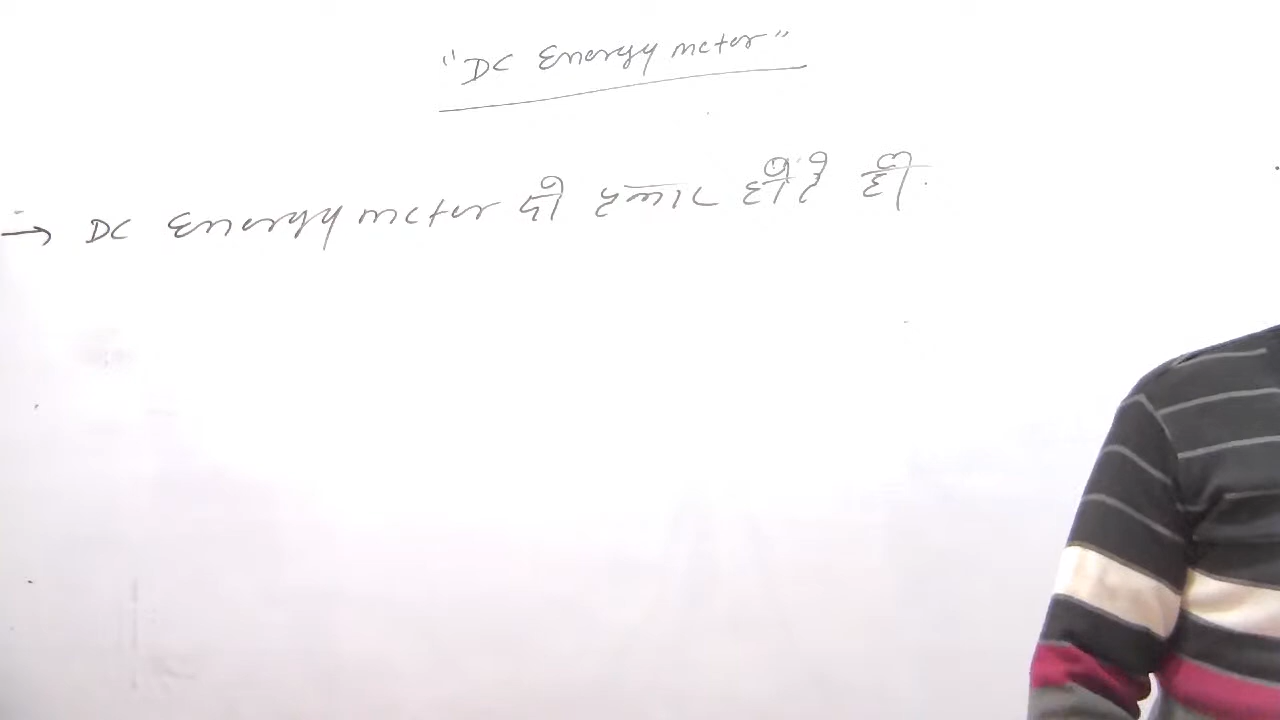 "DC Energy meter"
→ DC Energy meter दो प्रकार होते हैं